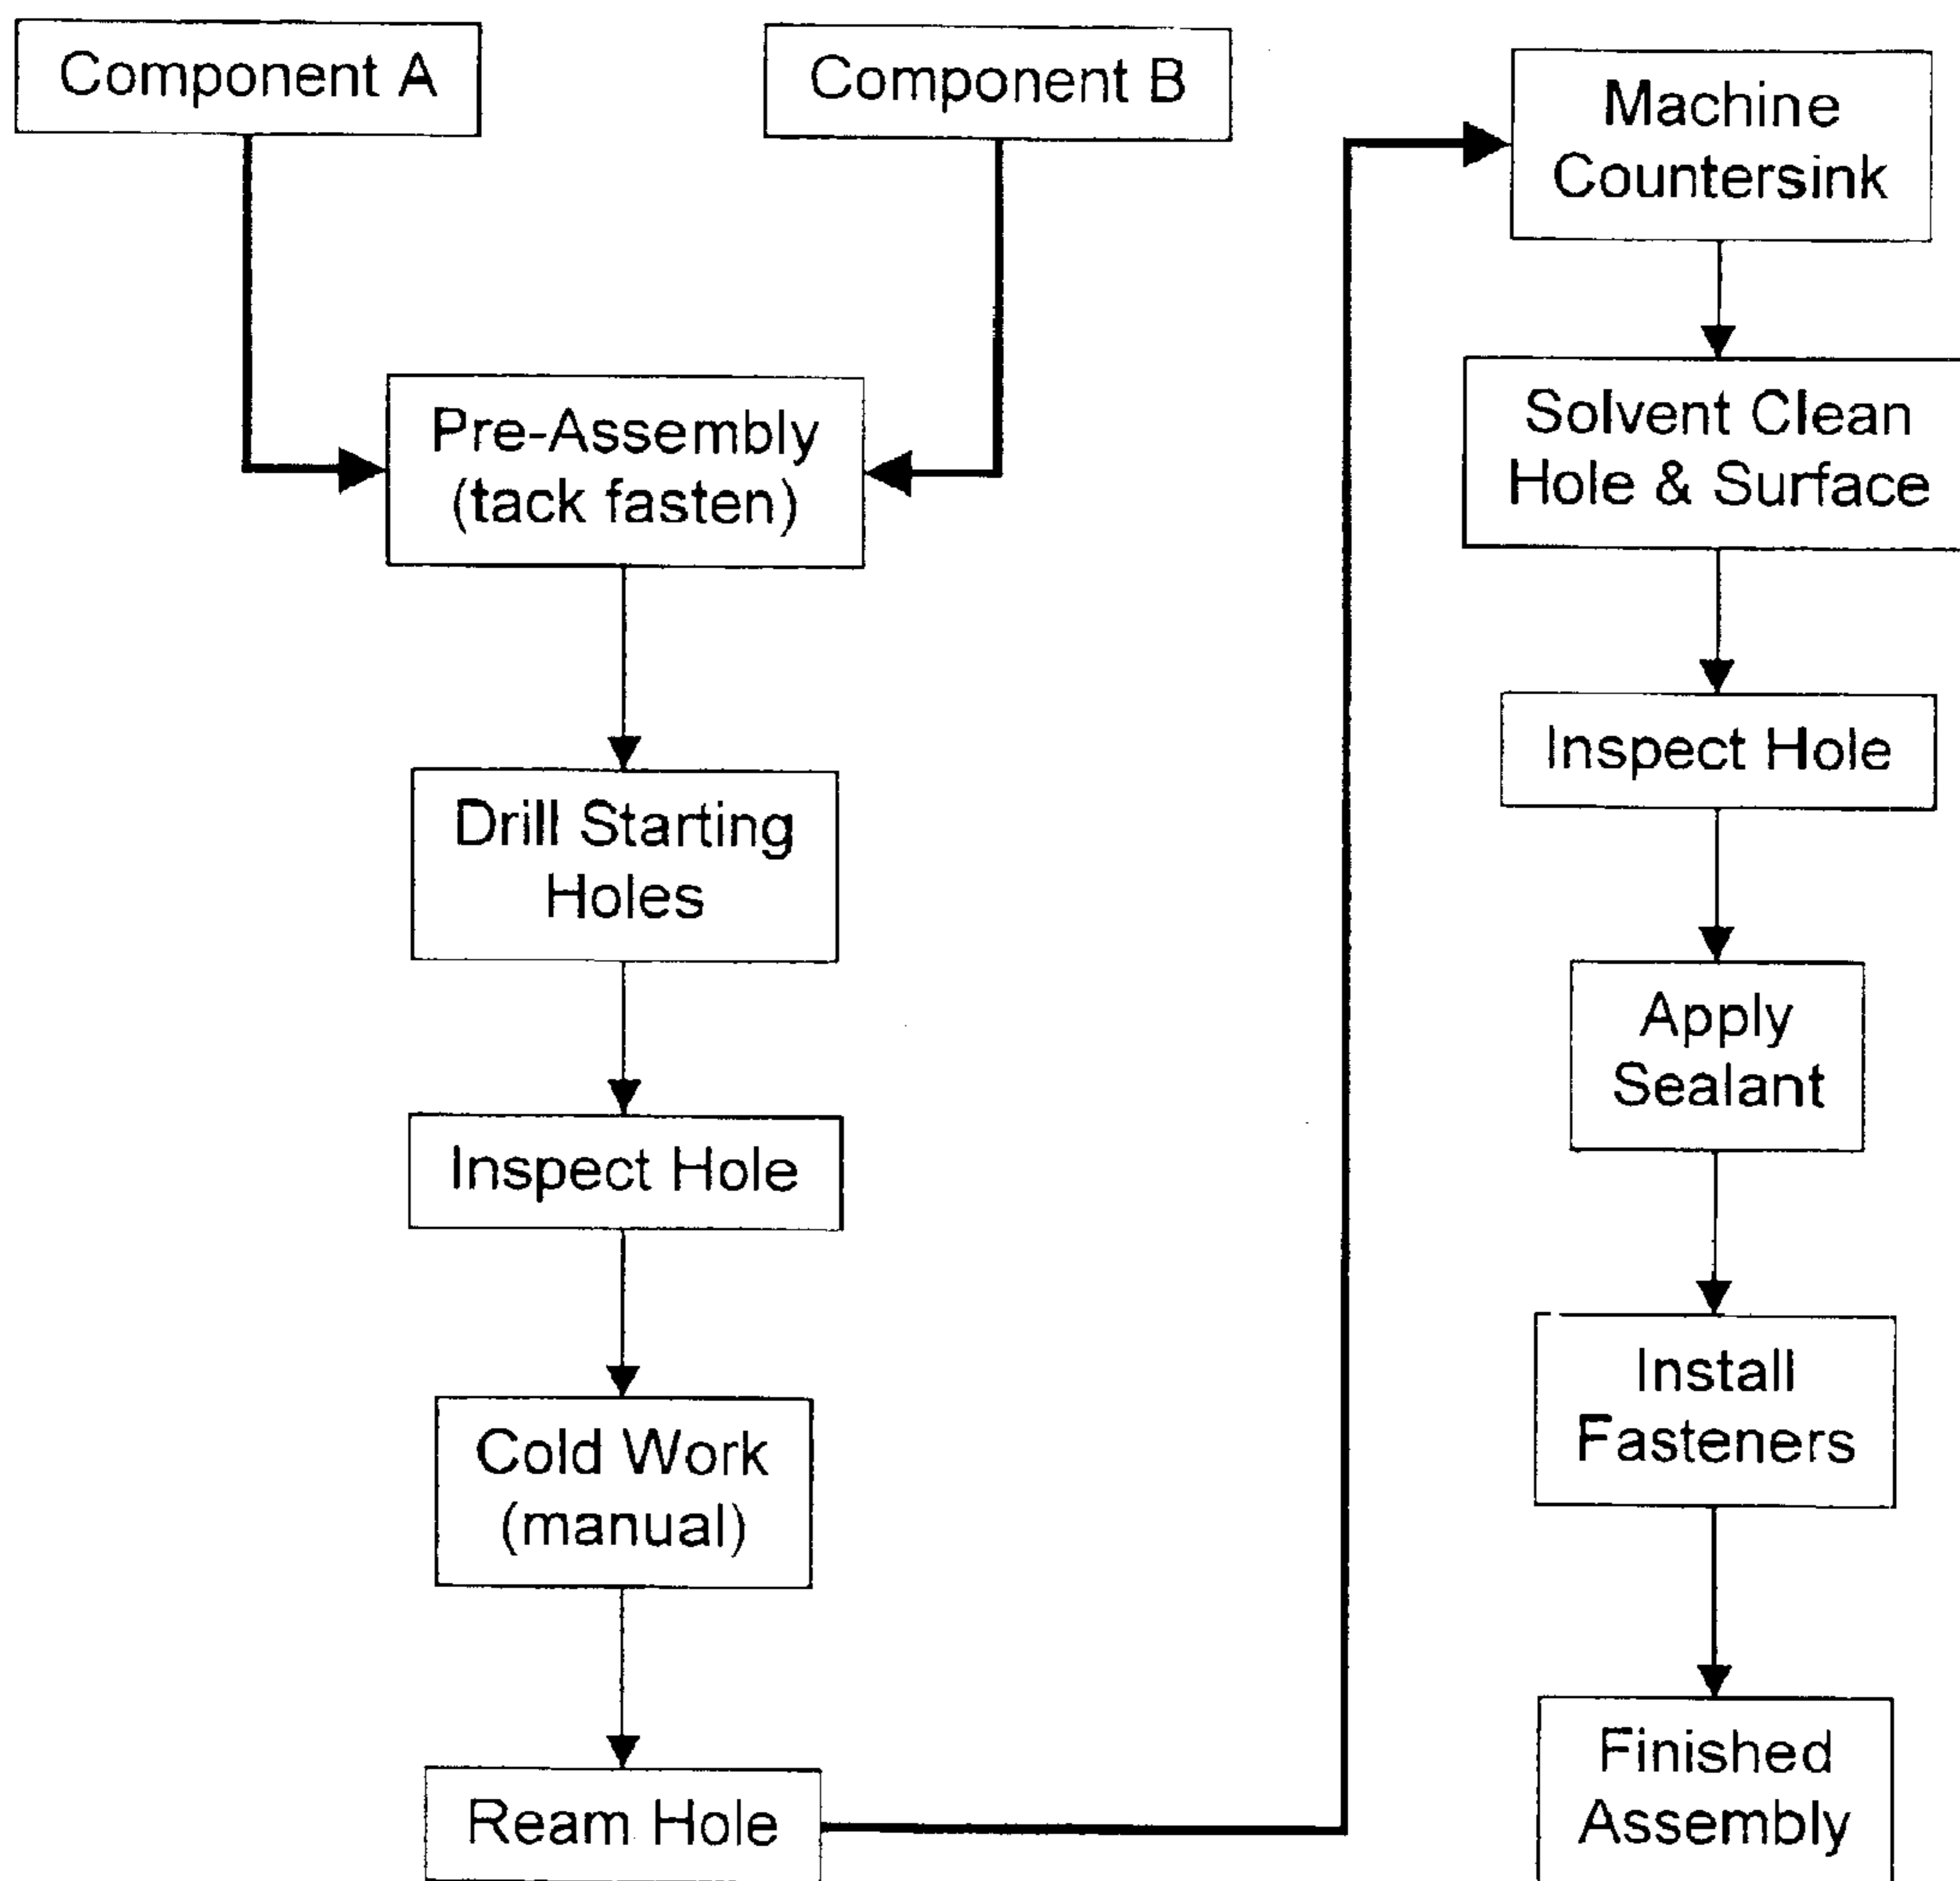 Component A
Component B
Pre-Assembly
(tack fasten)
Drill Starting
Holes
Inspect Hole
Cold Work
(manual)
Ream Hole
Machine
Countersink
Solvent Clean
Hole & Surface
Inspect Hole
Apply
Sealant
Install
Fasteners
Finished
Assembly